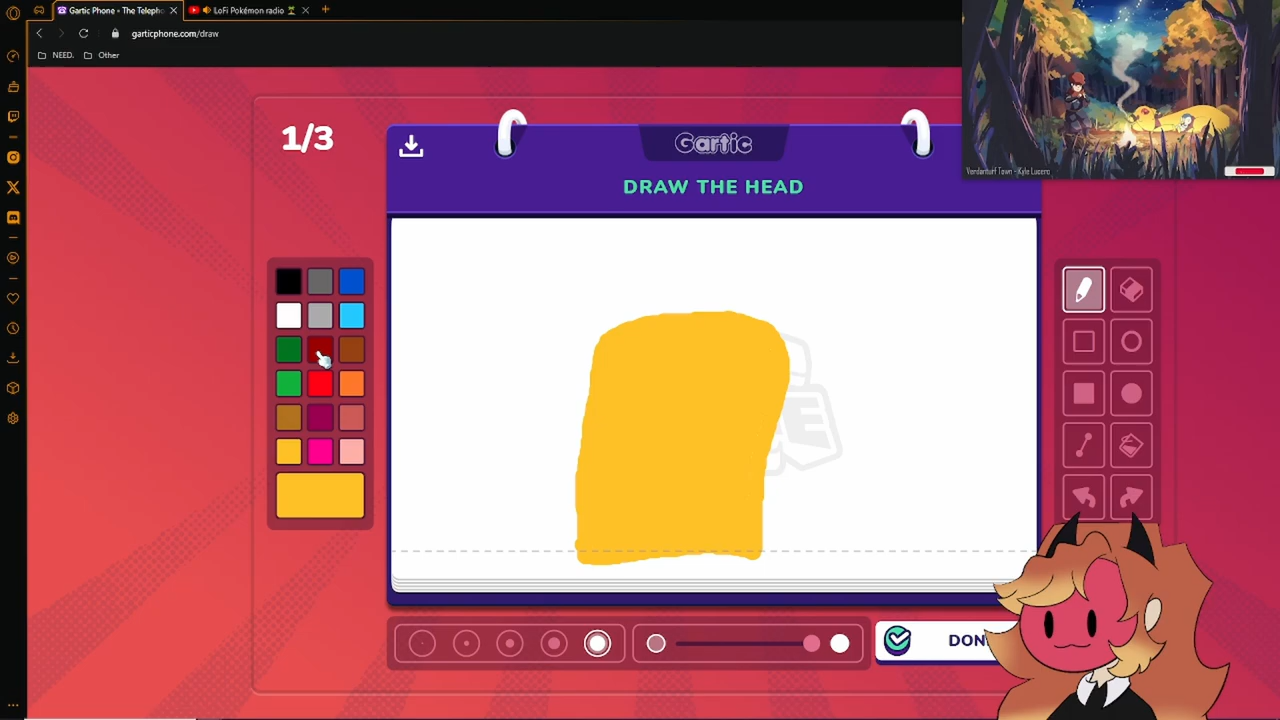 Gartic Phone - The Teleph
LoFi Pokémon radio
garticphone.com/draw
NEED.
Other
1/3
Gartic
DRAW THE HEAD
Verdanturf Town - Kyle Lucero
DON